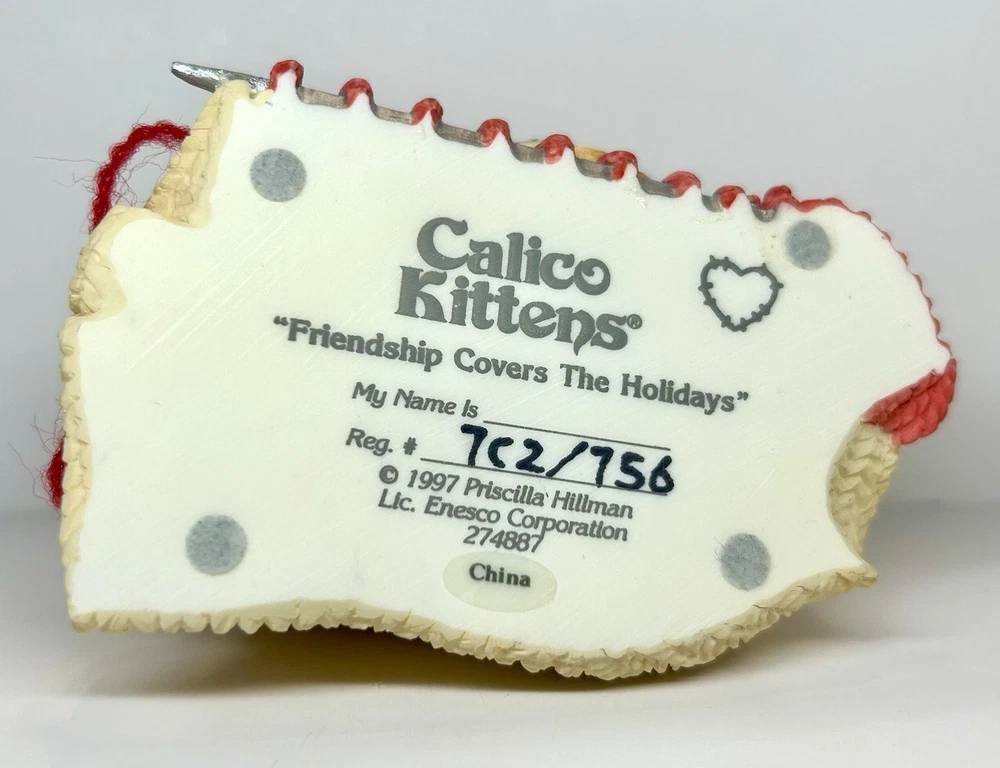 Calico
Kittens®
“Friendship Covers The Holidays”
My Name Is
Reg. # 7C2/756
© 1997 Priscilla Hillman
Lic. Enesco Corporation
274887
China